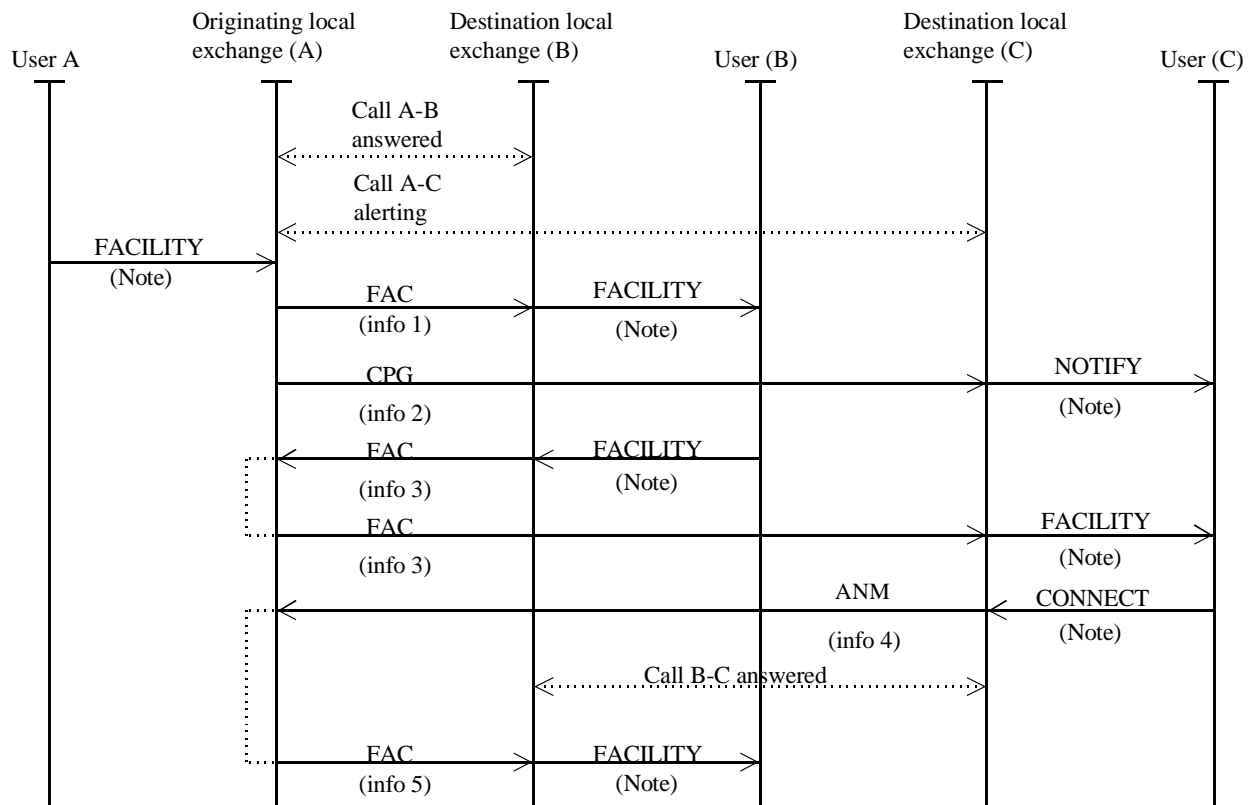 Originating local
exchange (A)
Destination local
exchange (B)
Destination local
exchange (C)
User A
User (B)
User (C)
Call A-B
answered
Call A-C
alerting
FACILITY
(Note)
FAC
(info 1)
FACILITY
(Note)
CPG
(info 2)
NOTIFY
(Note)
FAC
(info 3)
FACILITY
(Note)
FAC
(info 3)
FACILITY
(Note)
ANM
(info 4)
CONNECT
(Note)
Call B-C answered
FAC
(info 5)
FACILITY
(Note)